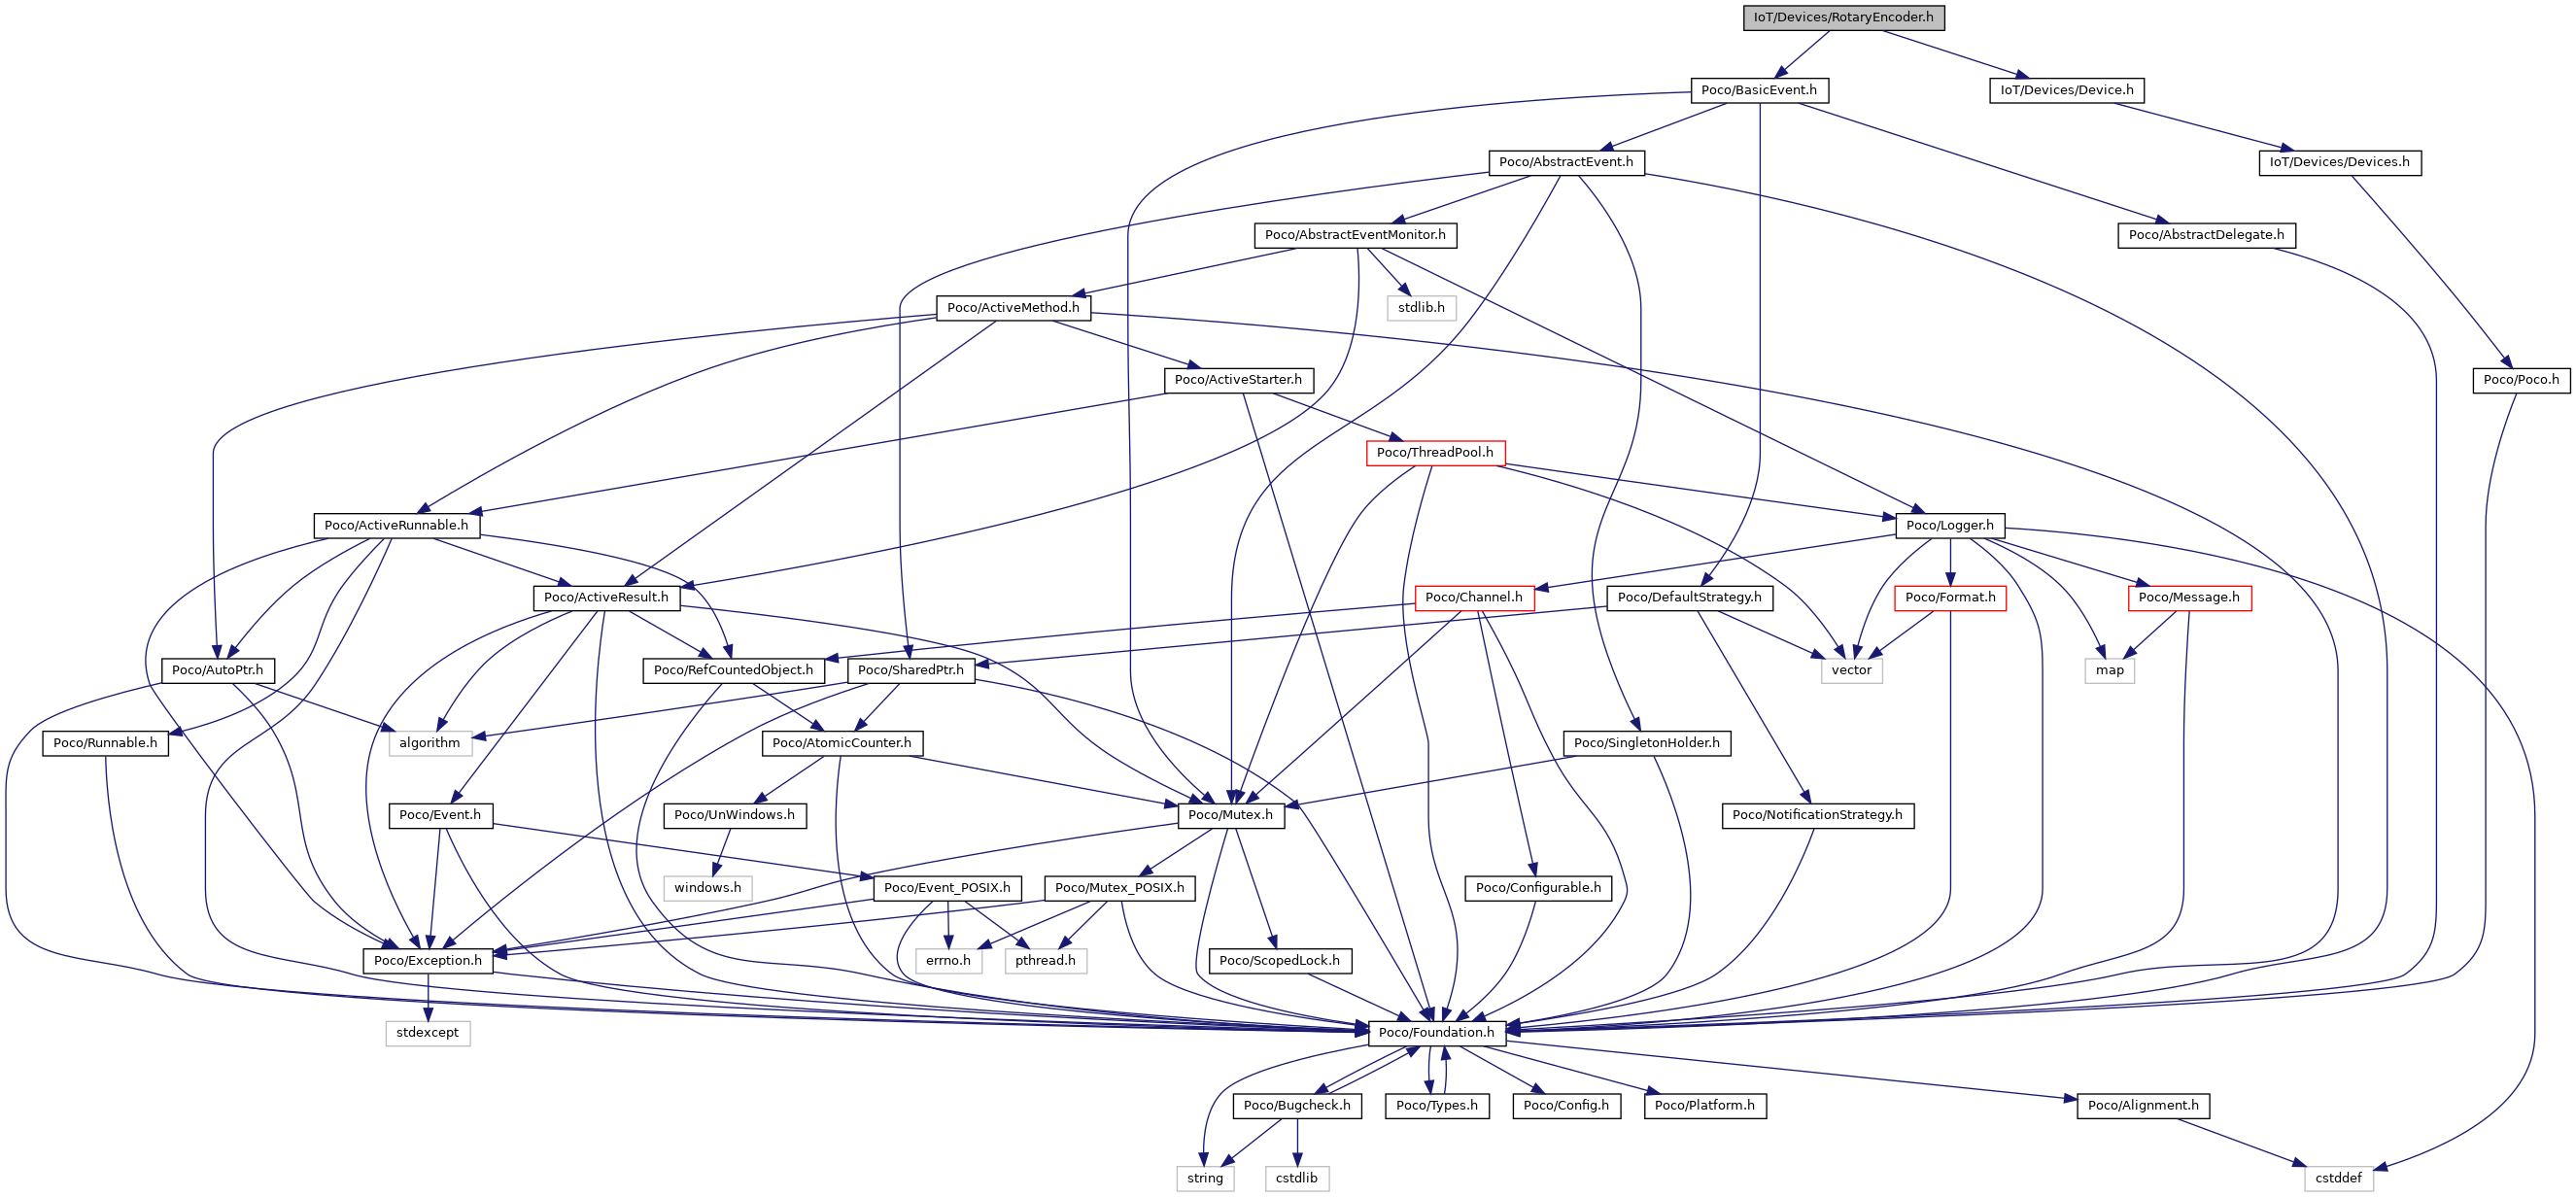 IoT/Devices/RotaryEncoder.h
Poco/BasicEvent.h
IoT/Devices/Device.h
Poco/AbstractEvent.h
IoT/Devices/Devices.h
Poco/AbstractEventMonitor.h
Poco/AbstractDelegate.h
Poco/ActiveMethod.h
stdlib.h
Poco/ActiveStarter.h
Poco/Poco.h
Poco/ThreadPool.h
Poco/ActiveRunnable.h
Poco/Logger.h
Poco/ActiveResult.h
Poco/Channel.h
Poco/DefaultStrategy.h
Poco/Format.h
Poco/Message.h
Poco/AutoPtr.h
Poco/RefCountedObject.h
Poco/SharedPtr.h
vector
map
Poco/Runnable.h
algorithm
Poco/AtomicCounter.h
Poco/SingletonHolder.h
Poco/Event.h
Poco/UnWindows.h
Poco/Mutex.h
Poco/NotificationStrategy.h
windows.h
Poco/Event_POSIX.h
Poco/Mutex_POSIX.h
Poco/Configurable.h
Poco/Exception.h
errno.h
pthread.h
Poco/ScopedLock.h
stdexcept
Poco/Foundation.h
Poco/Bugcheck.h
Poco/Types.h
Poco/Config.h
Poco/Platform.h
Poco/Alignment.h
string
cstdlib
cstddef